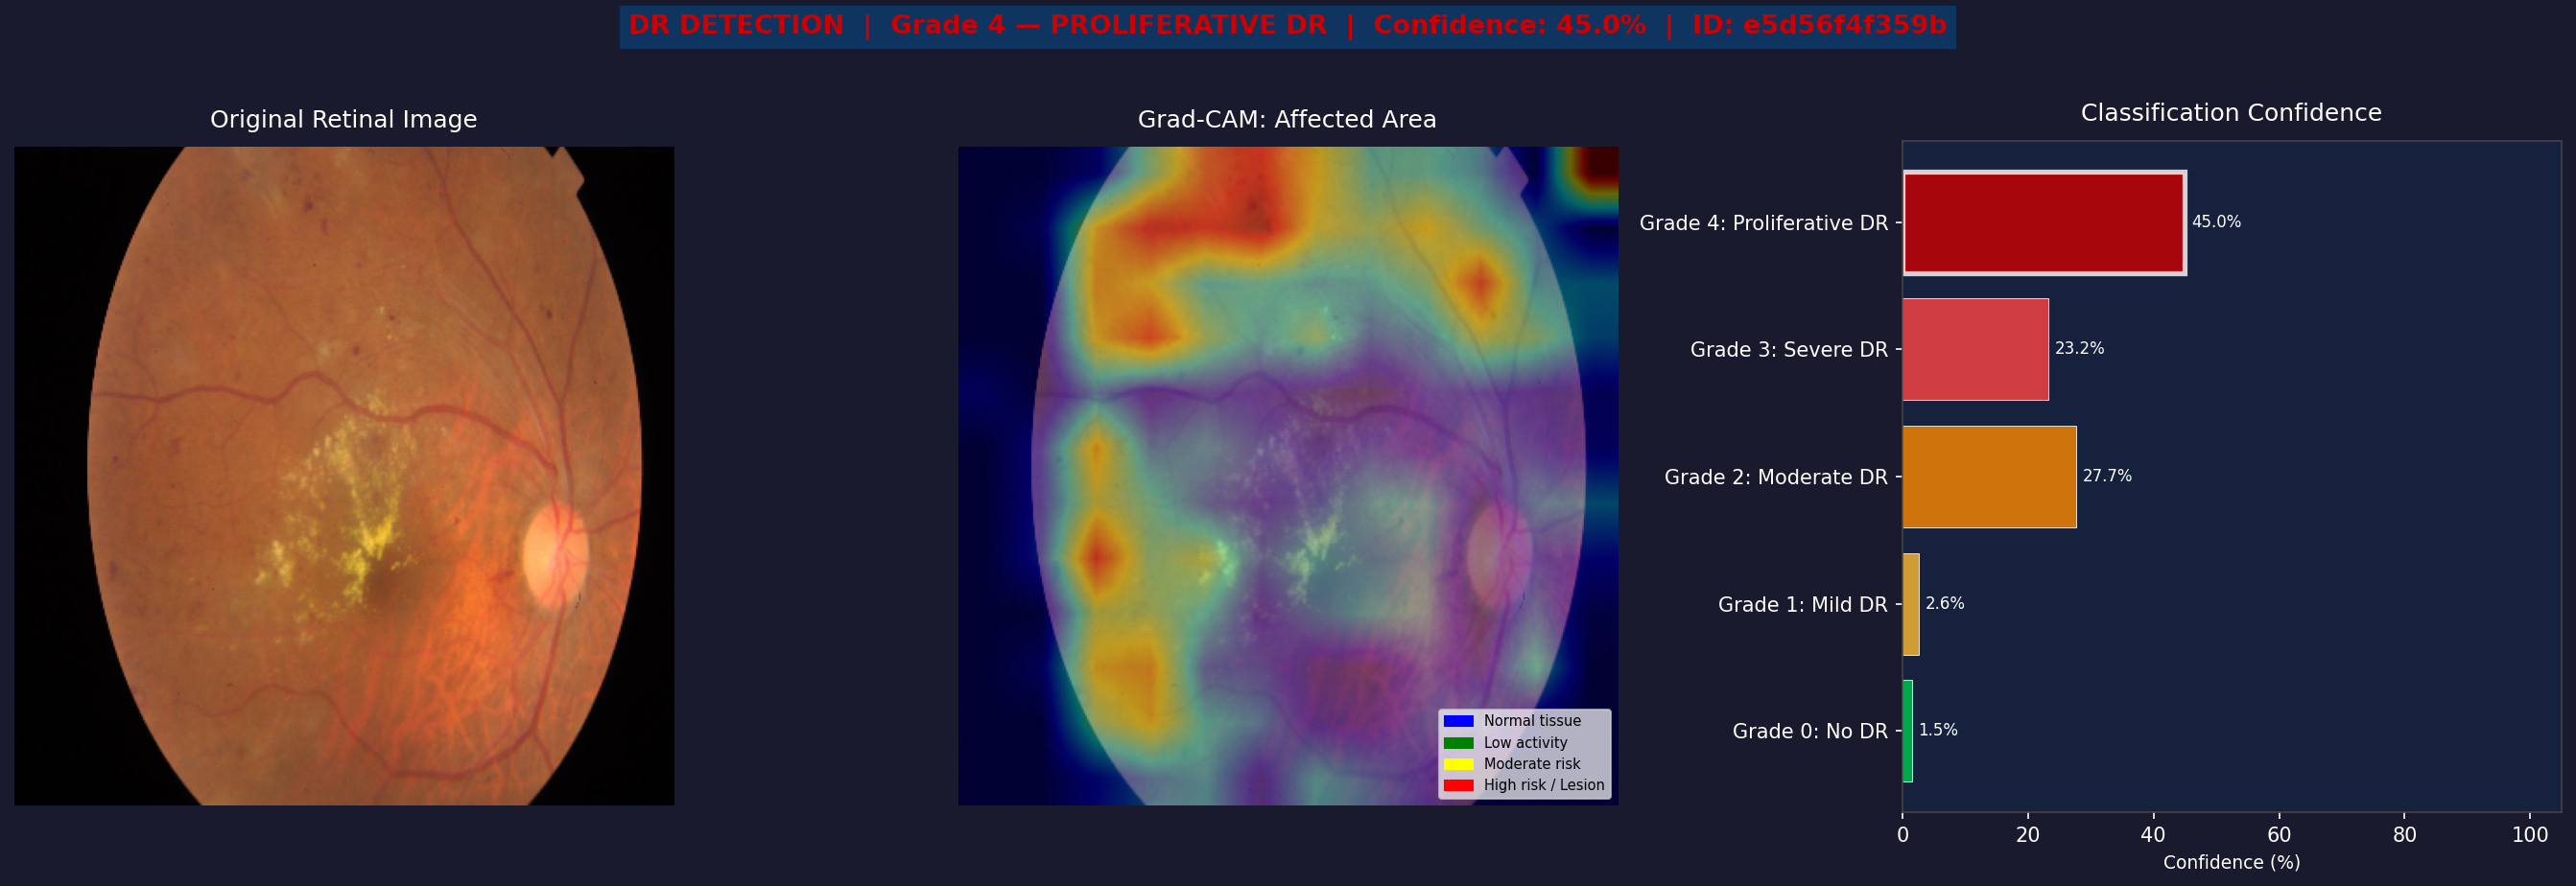 DR DETECTION | Grade 4 — PROLIFERATIVE DR | Confidence: 45.0% | ID: e5d56f4f359b
Original Retinal Image
Grad-CAM: Affected Area
Normal tissue
Low activity
Moderate risk
High risk / Lesion
Classification Confidence
Grade 4: Proliferative DR
45.0%
Grade 3: Severe DR
23.2%
Grade 2: Moderate DR
27.7%
Grade 1: Mild DR
2.6%
Grade 0: No DR
1.5%
0 20 40 60 80 100
Confidence (%)